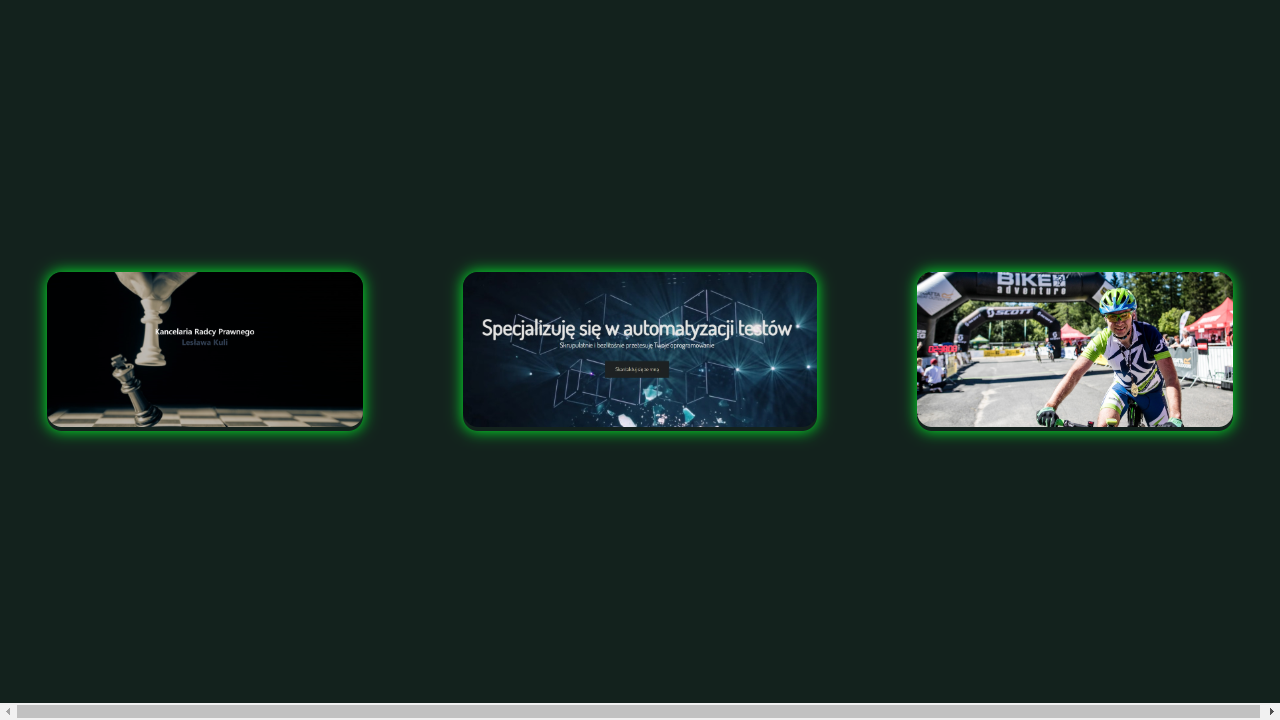 Kancelaria Radcy Prawnego
Lesława Kuli
Specjalizuję się w automatyzacji testów
Skrupulatnie i bezlitośnie przetestuję Twoje oprogramowanie
Skontaktuj się ze mną
BIKE
adventure
SCOTT